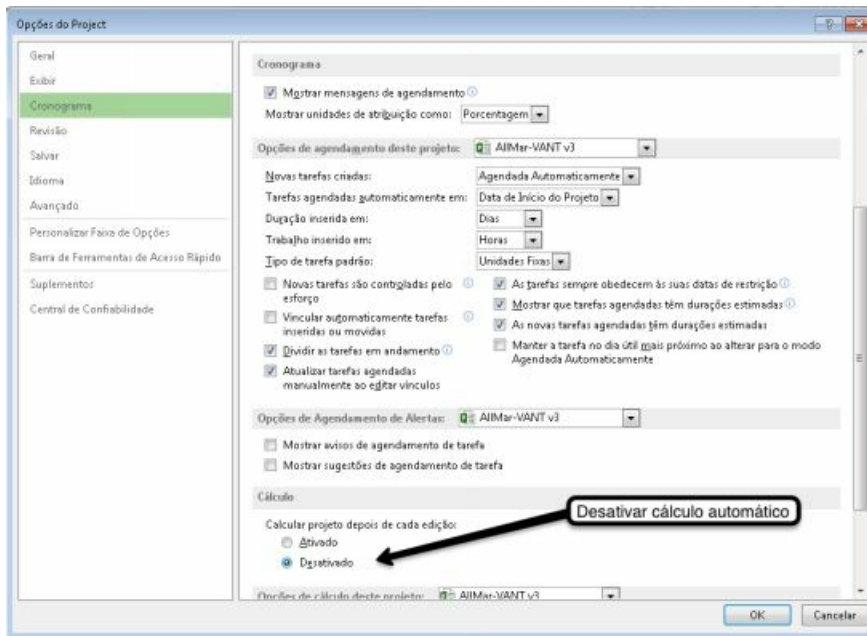 Opções do Project
Geral
Exibir
Cronograma
Revisão
Salvar
Idioma
Avançado
Personalizar Faixa de Opções
Barra de Ferramentas de Acesso Rápido
Suplementos
Central de Confiabilidade
Cronograma
Mostrar mensagens de agendamento
Mostrar unidades de atribuição como: Porcentagem
Opções de agendamento deste projeto: AllMar-VANT v3
Novas tarefas criadas: Agendada Automaticamente
Tarefas agendadas automaticamente em: Data de Início do Projeto
Duração inserida em: Dias
Trabalho inserido em: Horas
Tipo de tarefa padrão: Unidades Fixas
Novas tarefas são controladas pelo
esforço
Vincular automaticamente tarefas
inseridas ou movidas
Dividir as tarefas em andamento
Atualizar tarefas agendadas
manualmente ao editar vínculos
As tarefas sempre obedecem às suas datas de restrição
Mostrar que tarefas agendadas têm durações estimadas
As novas tarefas agendadas têm durações estimadas
Manter a tarefa no dia útil mais próximo ao alterar para o modo
Agendada Automaticamente
Opções de Agendamento de Alertas: AllMar-VANT v3
Mostrar avisos de agendamento de tarefa
Mostrar sugestões de agendamento de tarefa
Cálculo
Calcular projeto depois de cada edição:
Ativado
Desativado
Desativar cálculo automático
Opções de cálculo deste projeto: AllMar-VANT v3
OK
Cancelar